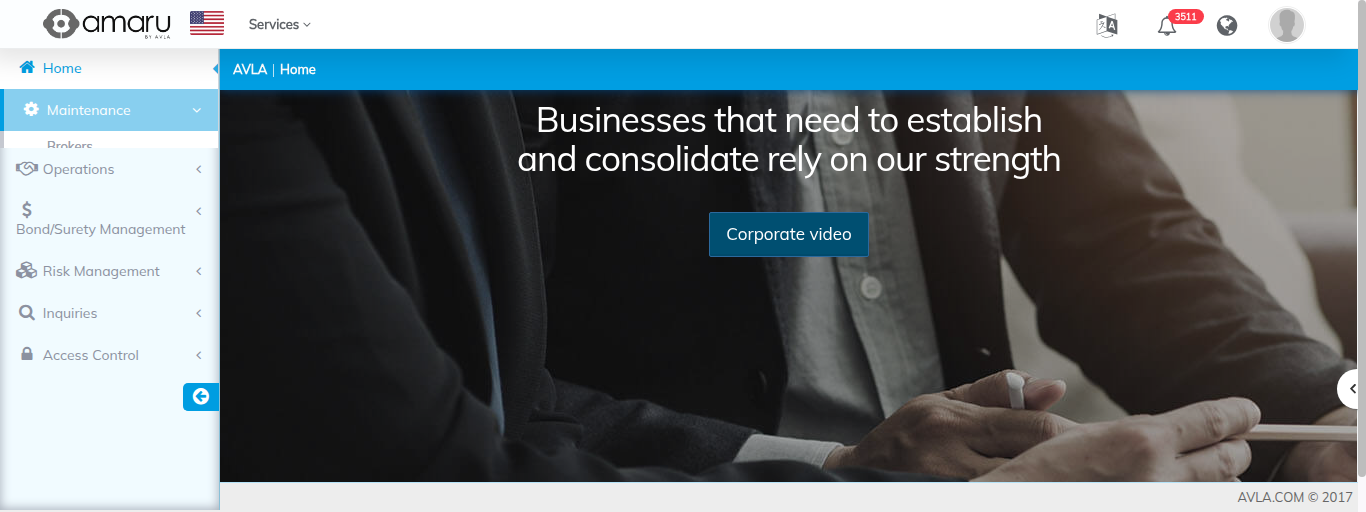 amaru
BY AVLA
Services
3511
Home
AVLA | Home
Maintenance
Brokers
Operations
$
Bond/Surety Management
Risk Management
Inquiries
Access Control
Businesses that need to establish
and consolidate rely on our strength
Corporate video
AVLA.COM © 2017